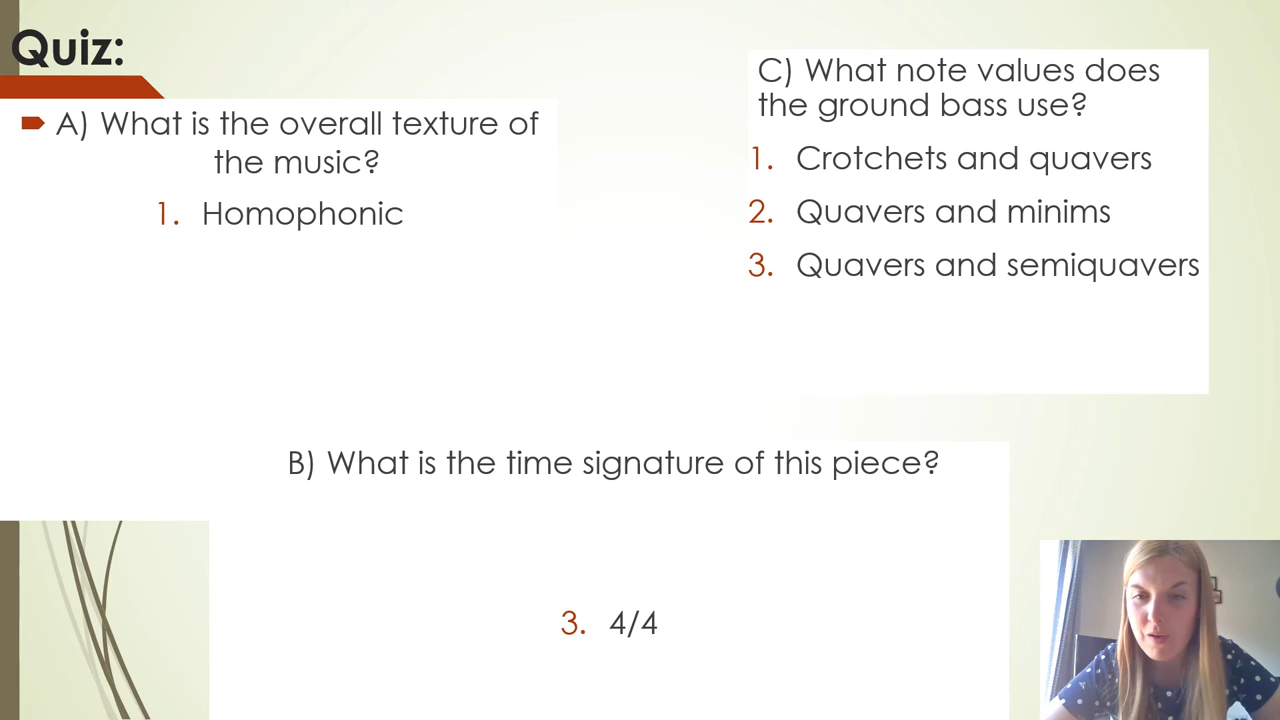 Quiz:
A) What is the overall texture of
the music?
1. Homophonic
C) What note values does
the ground bass use?
1. Crotchets and quavers
2. Quavers and minims
3. Quavers and semiquavers
B) What is the time signature of this piece?
3. 4/4